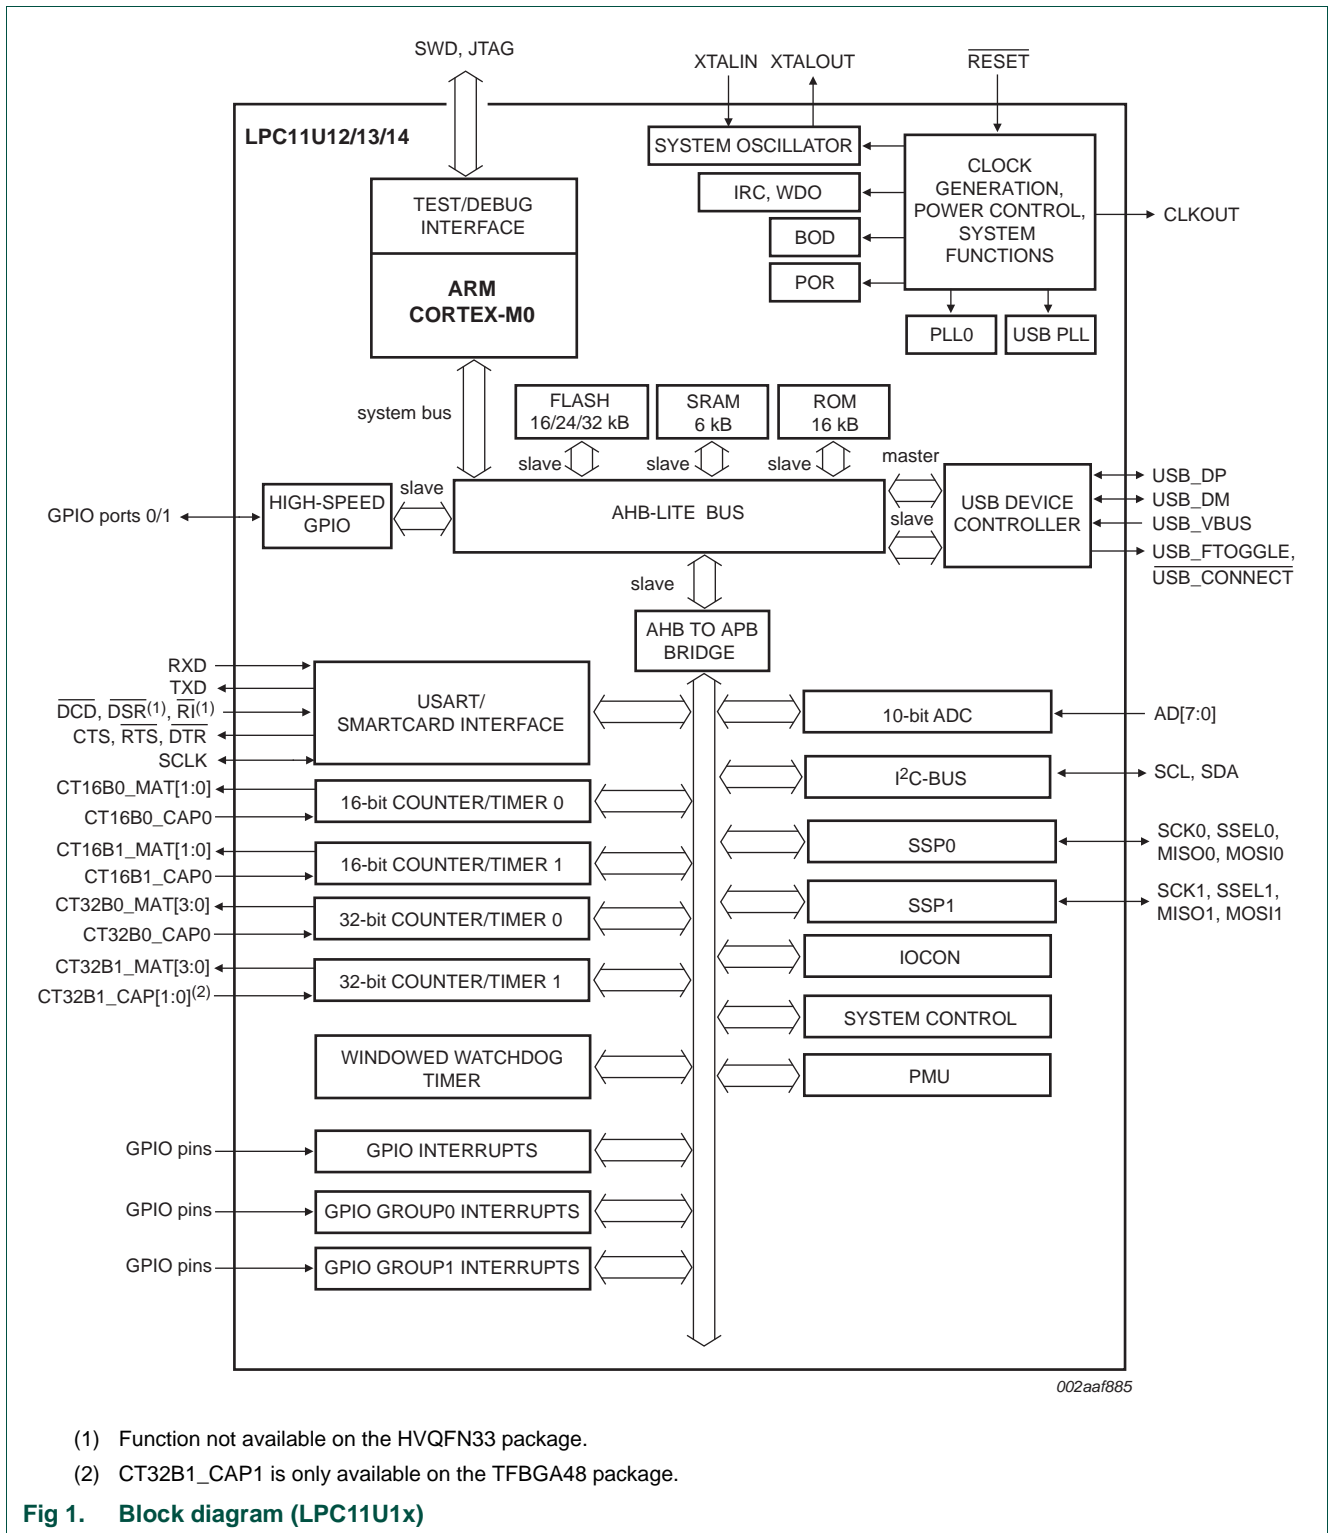 SWD, JTAG
XTALIN XTALOUT
RESET
LPC11U12/13/14
SYSTEM OSCILLATOR
CLOCK
GENERATION,
POWER CONTROL,
SYSTEM
FUNCTIONS
IRC, WDO
CLKOUT
BOD
POR
PLL0
USB PLL
TEST/DEBUG
INTERFACE
ARM
CORTEX-M0
system bus
FLASH
16/24/32 kB
SRAM
6 kB
ROM
16 kB
slave
slave
slave
master
slave
slave
GPIO ports 0/1
HIGH-SPEED
GPIO
AHB-LITE BUS
USB DEVICE
CONTROLLER
USB_DP
USB_DM
USB_VBUS
USB_FTOGGLE,
USB_CONNECT
slave
AHB TO APB
BRIDGE
RXD
TXD
DCD, DSR(1), RI(1)
CTS, RTS, DTR
SCLK
USART/
SMARTCARD INTERFACE
10-bit ADC
AD[7:0]
CT16B0_MAT[1:0]
CT16B0_CAP0
16-bit COUNTER/TIMER 0
I2C-BUS
SCL, SDA
CT16B1_MAT[1:0]
CT16B1_CAP0
16-bit COUNTER/TIMER 1
SSP0
SCK0, SSEL0,
MISO0, MOSI0
CT32B0_MAT[3:0]
CT32B0_CAP0
32-bit COUNTER/TIMER 0
SSP1
SCK1, SSEL1,
MISO1, MOSI1
CT32B1_MAT[3:0]
CT32B1_CAP[1:0](2)
32-bit COUNTER/TIMER 1
IOCON
SYSTEM CONTROL
WINDOWED WATCHDOG
TIMER
PMU
GPIO pins
GPIO INTERRUPTS
GPIO pins
GPIO GROUP0 INTERRUPTS
GPIO pins
GPIO GROUP1 INTERRUPTS
002aaf885
(1) Function not available on the HVQFN33 package.
(2) CT32B1_CAP1 is only available on the TFBGA48 package.
Fig 1. Block diagram (LPC11U1x)